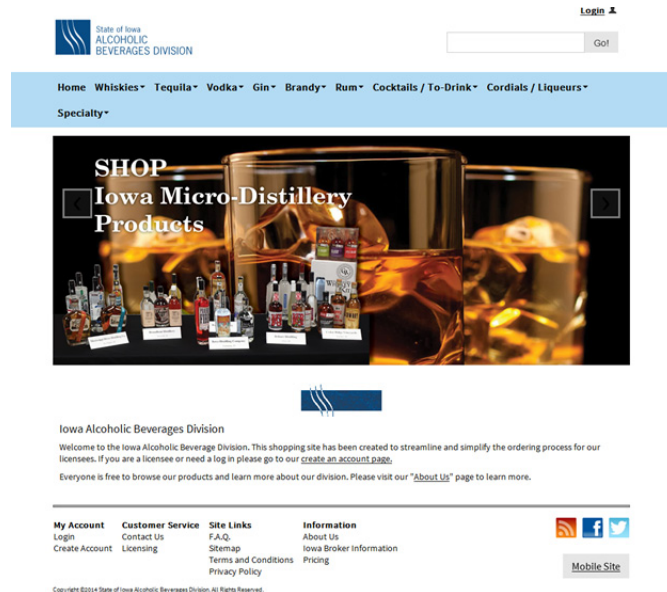 Login
State of Iowa
ALCOHOLIC
BEVERAGES DIVISION
Go!
Home Whiskies Tequila Vodka Gin Brandy Rum Cocktails / To-Drink Cordials / Liqueurs
Specialty
SHOP
Iowa Micro-Distillery
Products
Iowa Alcoholic Beverages Division
Welcome to the Iowa Alcoholic Beverage Division. This shopping site has been created to streamline and simplify the ordering process for our
licensees. If you are a licensee or need a log in please go to our create an account page.
Everyone is free to browse our products and learn more about our division. Please visit our "About Us" page to learn more.
My Account Customer Service Site Links Information
Login Contact Us F.A.Q. About Us
Create Account Licensing Sitemap Iowa Broker Information
Terms and Conditions Pricing
Privacy Policy
Mobile Site
Copyright ©2014 State of Iowa Alcoholic Beverages Division. All Rights Reserved.